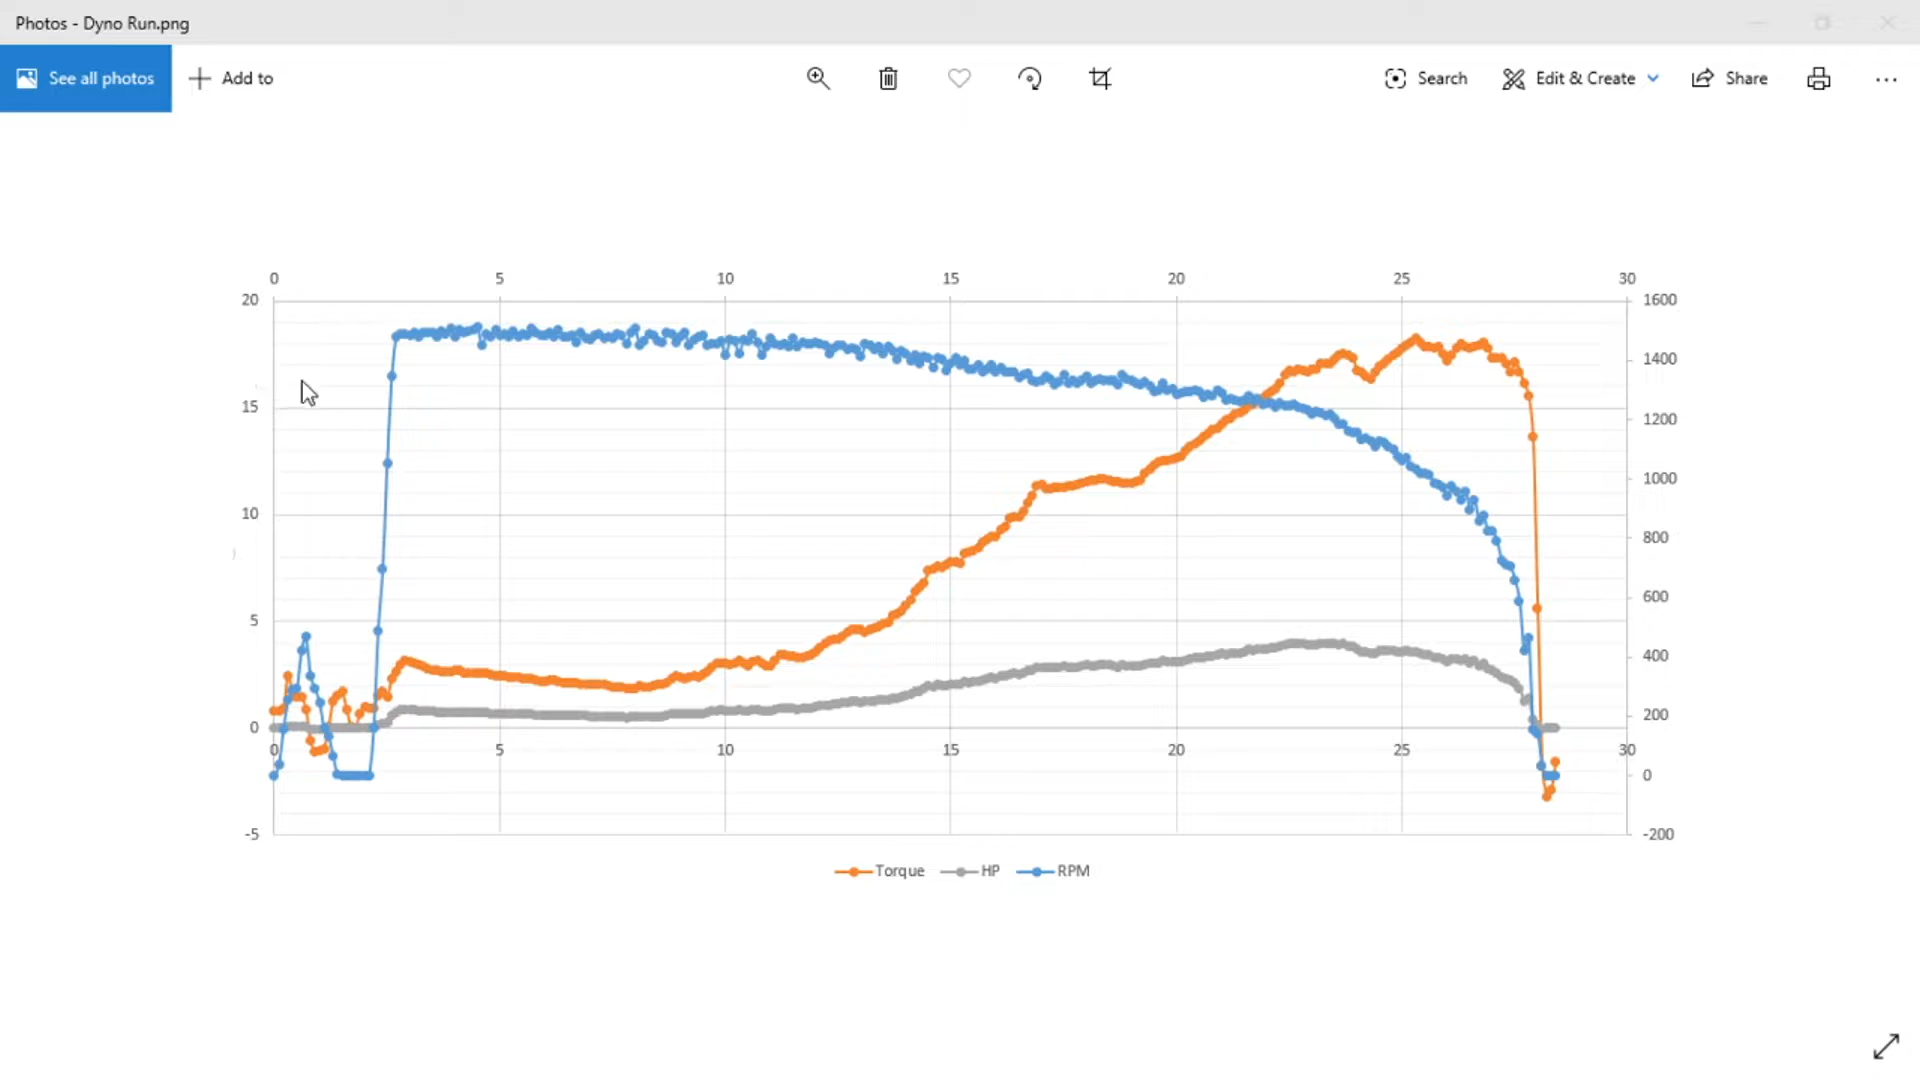 Photos - Dyno Run.png
See all photos
Add to
Search
Edit & Create
Share
0 5 10 15 20 25 30
20 1600
1400
15
1200
1000
10
800
600
5
400
200
0
0 5 10 15 20 25 30
0
-5 -200
Torque HP RPM